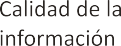 Calidad de la
información